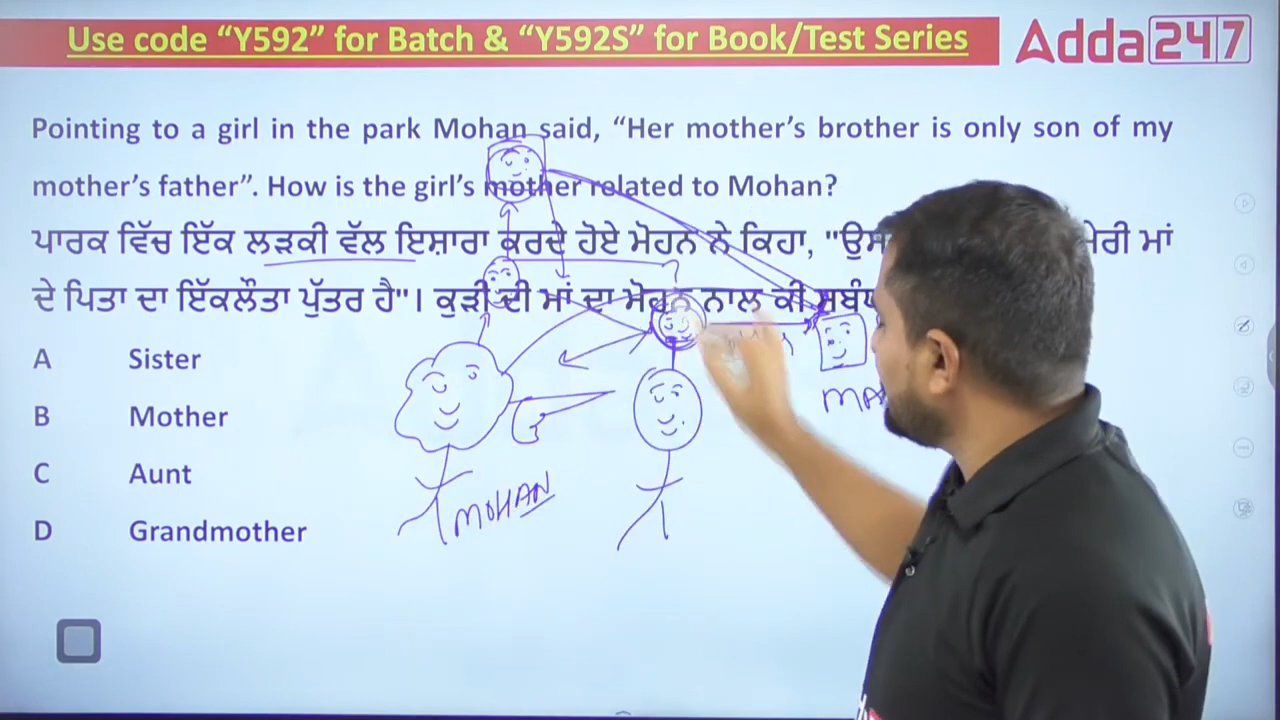 Use code “Y592” for Batch & “Y592S” for Book/Test Series
Adda247
Pointing to a girl in the park Mohan said, “Her mother’s brother is only son of my
mother’s father”. How is the girl’s mother related to Mohan?
ਪਾਰਕ ਵਿੱਚ ਇੱਕ ਲੜਕੀ ਵੱਲ ਇਸ਼ਾਰਾ ਕਰਦੇ ਹੋਏ ਮੋਹਨ ਨੇ ਕਿਹਾ, "ਮੇਰੀ ਮਾਂ
ਦੇ ਪਿਤਾ ਦਾ ਇੱਕਲੌਤਾ ਪੁੱਤਰ ਹੈ"। ਕੁੜੀ ਦੀ ਮਾਂ ਦਾ ਮੋਹਨ ਨਾਲ ਕੀ
A Sister
B Mother
C Aunt
D Grandmother
MOHAN